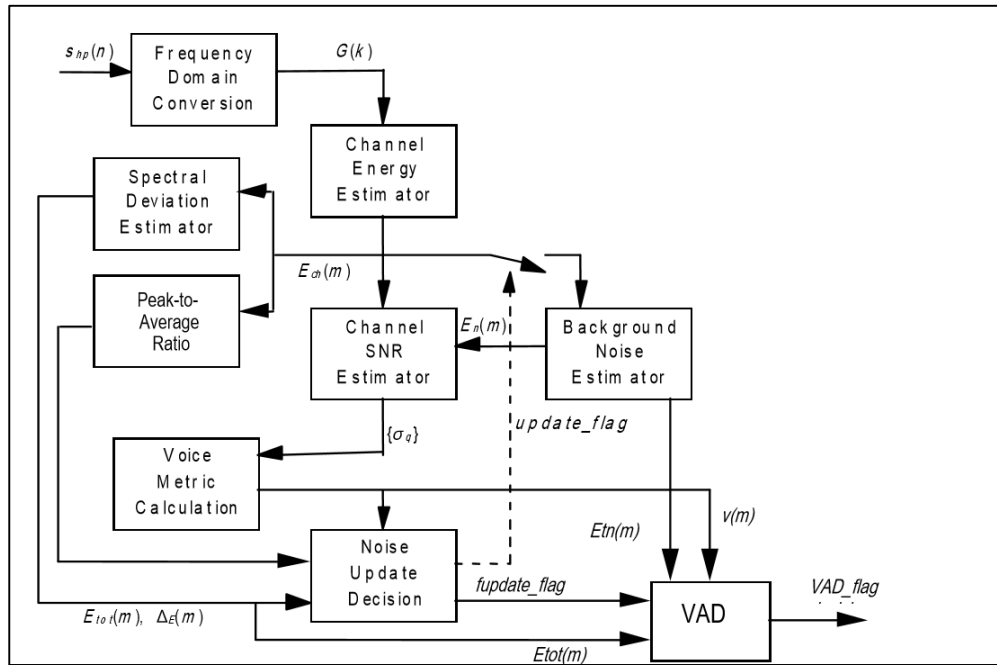 s_hp(n)
Frequency
Domain
Conversion
G(k)
Channel
Energy
Estimator
Spectral
Deviation
Estimator
E_ch(m)
Peak-to-
Average
Ratio
Channel
SNR
Estimator
E_n(m)
Background
Noise
Estimator
update_flag
{σ_q}
Voice
Metric
Calculation
Etn(m)
v(m)
Noise
Update
Decision
fupdate_flag
VAD
VAD_flag
E_tot(m), Δ_E(m)
Etot(m)